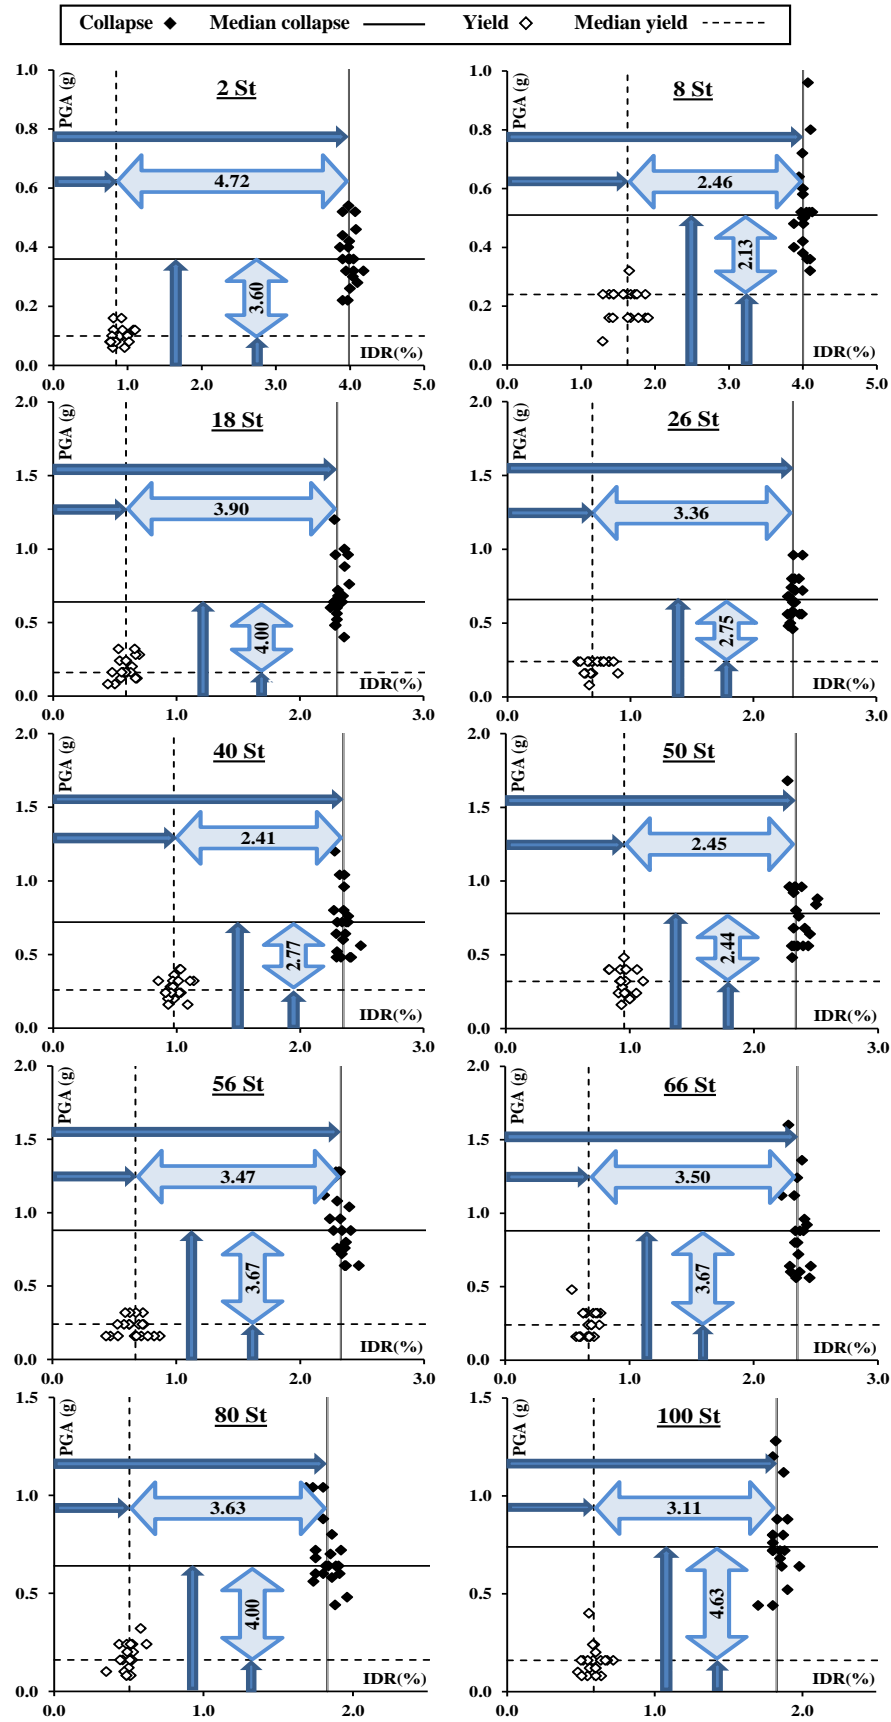 Collapse ◆ Median collapse Yield ◇ Median yield
PGA (g)
2 St
1.0
0.8
0.6
0.4
0.2
0.0
4.72
3.60
IDR(%)
0.0 1.0 2.0 3.0 4.0 5.0
PGA (g)
8 St
1.0
0.8
0.6
0.4
0.2
0.0
2.46
2.13
IDR(%)
0.0 1.0 2.0 3.0 4.0 5.0
PGA (g)
18 St
2.0
1.5
1.0
0.5
0.0
3.90
4.00
IDR(%)
0.0 1.0 2.0 3.0
PGA (g)
26 St
2.0
1.5
1.0
0.5
0.0
3.36
2.75
IDR(%)
0.0 1.0 2.0 3.0
PGA (g)
40 St
2.0
1.5
1.0
0.5
0.0
2.41
2.77
IDR(%)
0.0 1.0 2.0 3.0
PGA (g)
50 St
2.0
1.5
1.0
0.5
0.0
2.45
2.44
IDR(%)
0.0 1.0 2.0 3.0
PGA (g)
56 St
2.0
1.5
1.0
0.5
0.0
3.47
3.67
IDR(%)
0.0 1.0 2.0 3.0
PGA (g)
66 St
2.0
1.5
1.0
0.5
0.0
3.50
3.67
IDR(%)
0.0 1.0 2.0 3.0
PGA (g)
80 St
1.5
1.0
0.5
0.0
3.63
4.00
IDR(%)
0.0 1.0 2.0
PGA (g)
100 St
1.5
1.0
0.5
0.0
3.11
4.63
IDR(%)
0.0 1.0 2.0